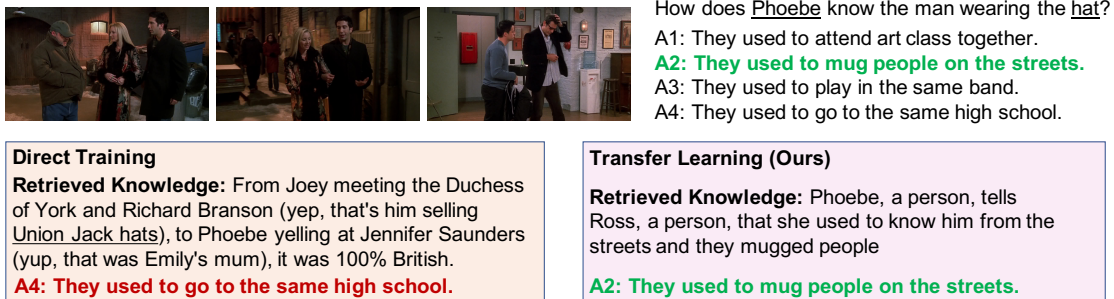 How does Phoebe know the man wearing the hat?
A1: They used to attend art class together.
A2: They used to mug people on the streets.
A3: They used to play in the same band.
A4: They used to go to the same high school.
Direct Training
Retrieved Knowledge: From Joey meeting the Duchess
of York and Richard Branson (yep, that's him selling
Union Jack hats), to Phoebe yelling at Jennifer Saunders
(yup, that was Emily's mum), it was 100% British.
A4: They used to go to the same high school.
Transfer Learning (Ours)
Retrieved Knowledge: Phoebe, a person, tells
Ross, a person, that she used to know him from the
streets and they mugged people
A2: They used to mug people on the streets.